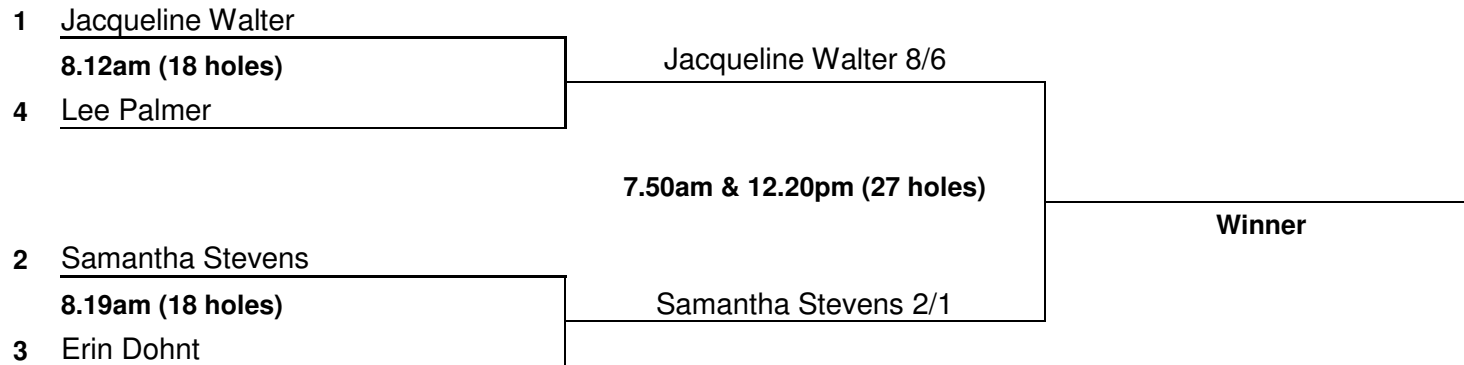 1 Jacqueline Walter
8.12am (18 holes)
Jacqueline Walter 8/6
4 Lee Palmer
7.50am & 12.20pm (27 holes)
Winner
2 Samantha Stevens
8.19am (18 holes)
Samantha Stevens 2/1
3 Erin Dohnt